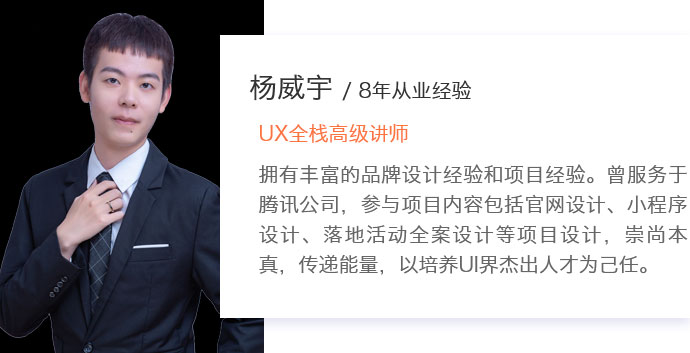 杨威宇 / 8年从业经验
UX全栈高级讲师
拥有丰富的品牌设计经验和项目经验。曾服务于
腾讯公司，参与项目内容包括官网设计、小程序
设计、落地活动全案设计等项目设计，崇尚本
真，传递能量，以培养UI界杰出人才为己任。